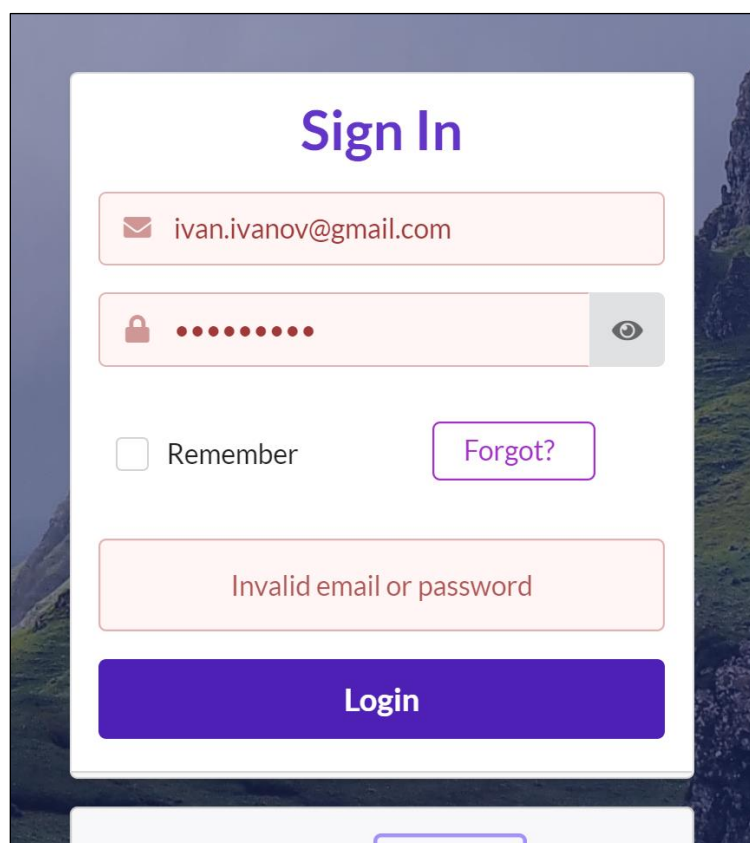 Sign In
ivan.ivanov@gmail.com
•••••••••
Remember
Forgot?
Invalid email or password
Login